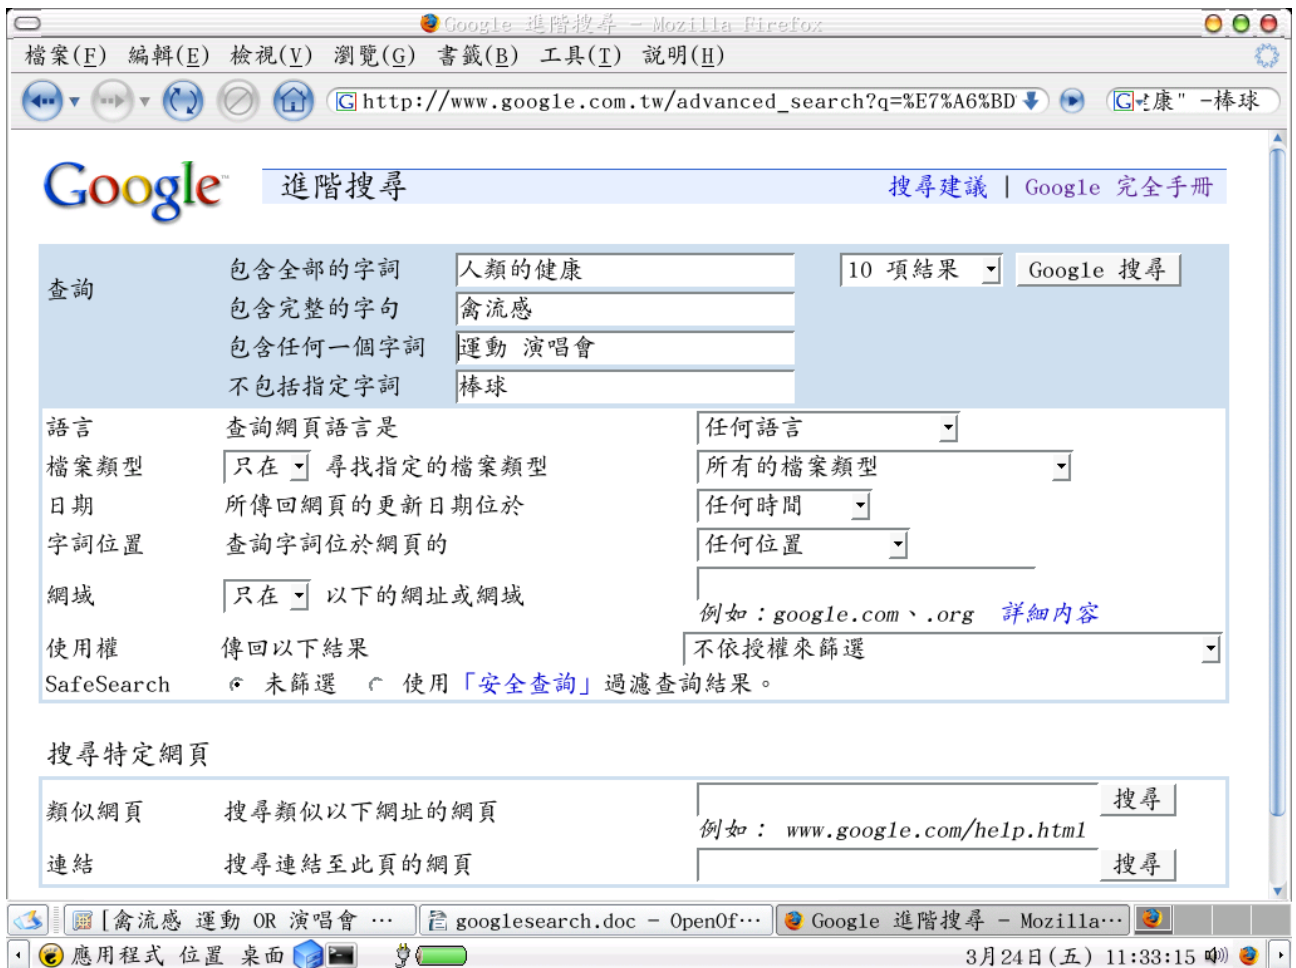 Google 進階搜尋 - Mozilla Firefox
檔案(F) 編輯(E) 檢視(V) 瀏覽(G) 書籤(B) 工具(T) 說明(H)
http://www.google.com.tw/advanced_search?q=%E7%A6%BD 康" -棒球
Google 進階搜尋 搜尋建議 | Google 完全手冊
查詢 包含全部的字詞 人類的健康 10 項結果 Google 搜尋
包含完整的字句 禽流感
包含任何一個字詞 運動 演唱會
不包括指定字詞 棒球
語言 查詢網頁語言是 任何語言
檔案類型 只在 尋找指定的檔案類型 所有的檔案類型
日期 所傳回網頁的更新日期位於 任何時間
字詞位置 查詢字詞位於網頁的 任何位置
網域 只在 以下的網址或網域
例如：google.com、.org 詳細內容
使用權 傳回以下結果 不依授權來篩選
SafeSearch 未篩選 使用「安全查詢」過濾查詢結果。
搜尋特定網頁
類似網頁 搜尋類似以下網址的網頁 搜尋
例如： www.google.com/help.html
連結 搜尋連結至此頁的網頁 搜尋
[禽流感 運動 OR 演唱會 … googlesearch.doc - OpenOf… Google 進階搜尋 - Mozilla…
應用程式 位置 桌面 3月24日(五) 11:33:15